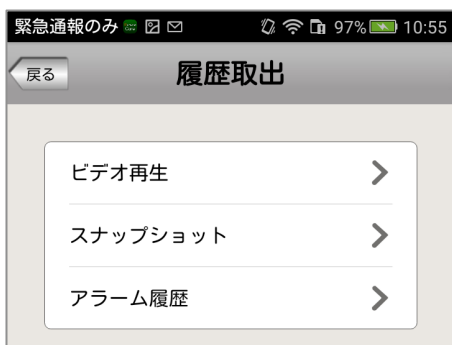 緊急通報のみ 97% 10:55
戻る 履歴取出
ビデオ再生
スナップショット
アラーム履歴